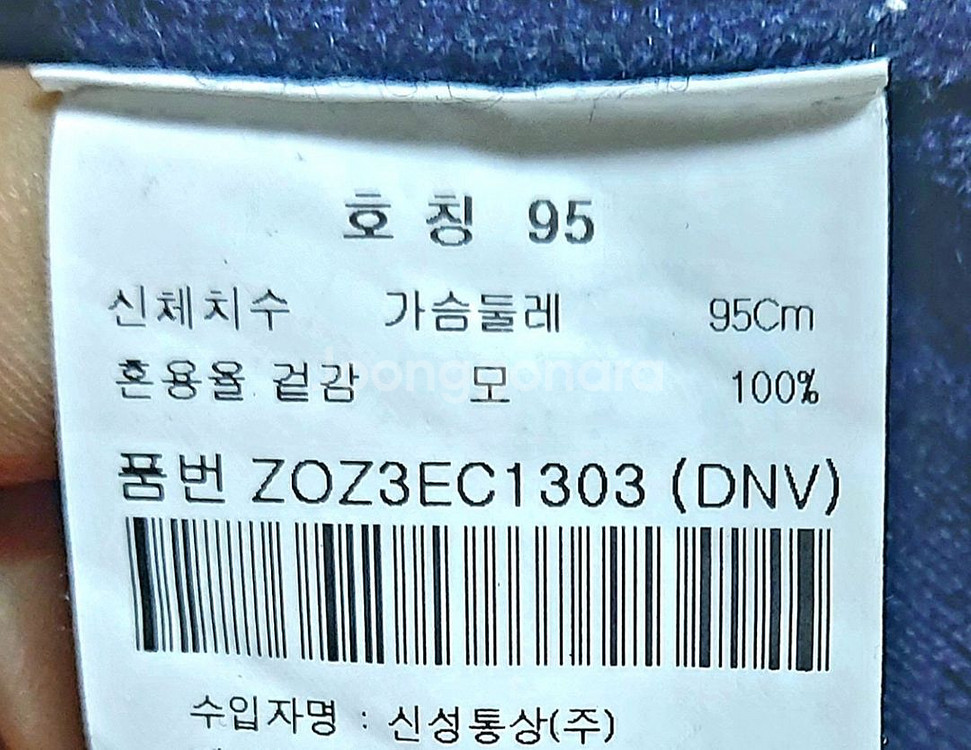 호칭 95
신체치수 가슴둘레 95Cm
혼용율 겉감 모 100%
품번 ZOZ3EC1303 (DNV)
수입자명 : 신성통상(주)